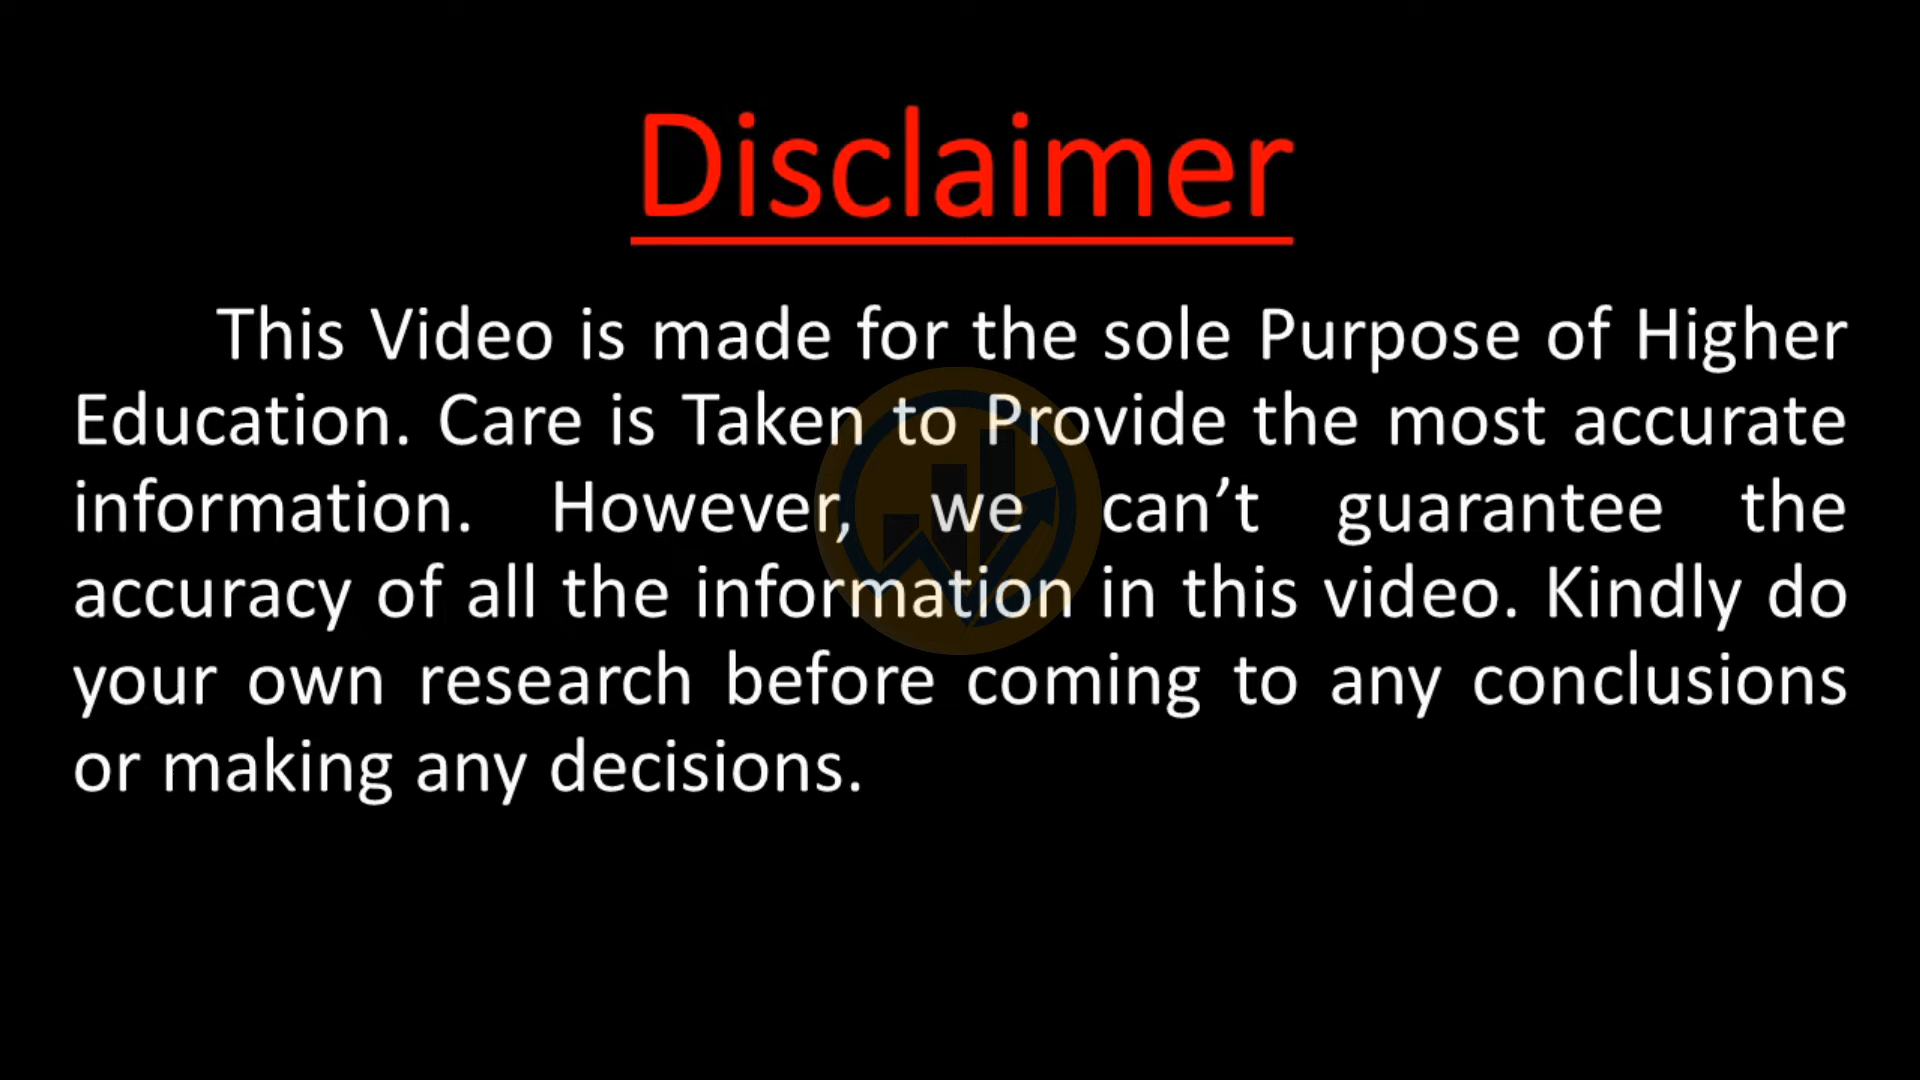 Disclaimer
This Video is made for the sole Purpose of Higher
Education. Care is Taken to Provide the most accurate
information. However, we can’t guarantee the
accuracy of all the information in this video. Kindly do
your own research before coming to any conclusions
or making any decisions.